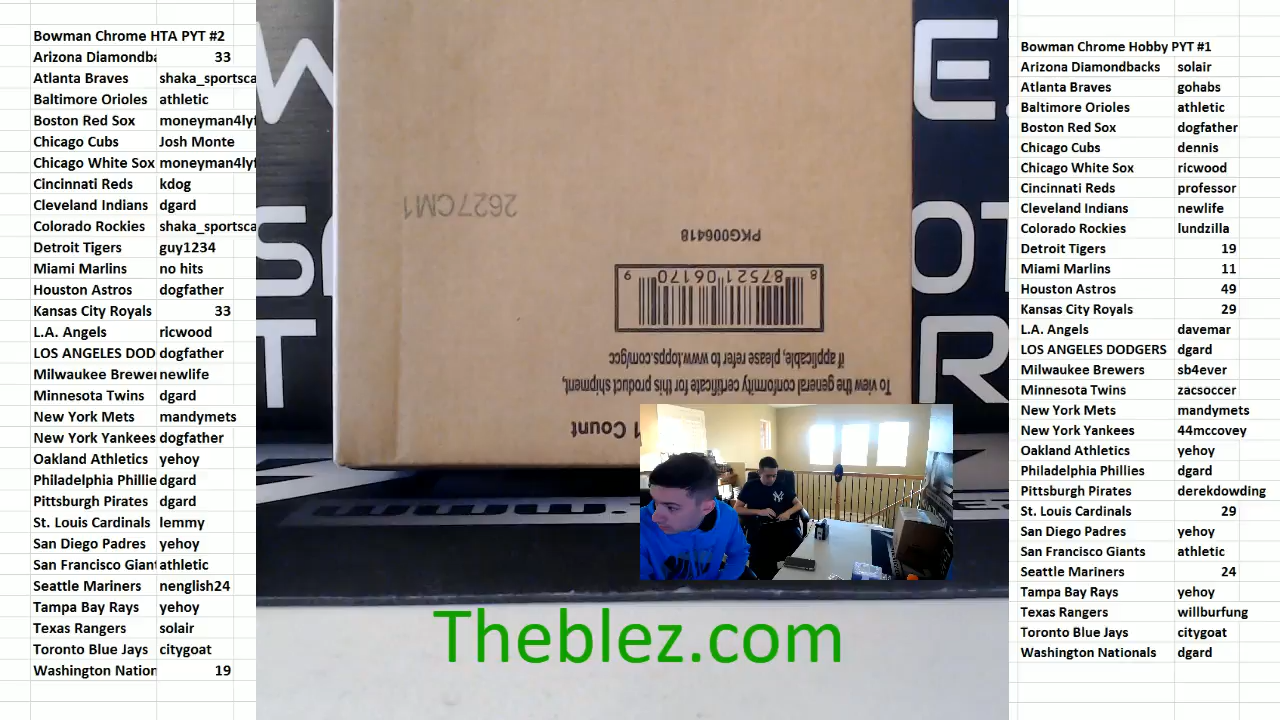 Bowman Chrome HTA PYT #2
Arizona Diamondba 33
Atlanta Braves shaka_sportsca
Baltimore Orioles athletic
Boston Red Sox moneyman4lyf
Chicago Cubs Josh Monte
Chicago White Sox moneyman4lyf
Cincinnati Reds kdog
Cleveland Indians dgard
Colorado Rockies shaka_sportsca
Detroit Tigers guy1234
Miami Marlins no hits
Houston Astros dogfather
Kansas City Royals 33
L.A. Angels ricwood
LOS ANGELES DOD dogfather
Milwaukee Brewer newlife
Minnesota Twins dgard
New York Mets mandymets
New York Yankees dogfather
Oakland Athletics yehoy
Philadelphia Phillie dgard
Pittsburgh Pirates dgard
St. Louis Cardinals lemmy
San Diego Padres yehoy
San Francisco Giant athletic
Seattle Mariners nenglish24
Tampa Bay Rays yehoy
Texas Rangers solair
Toronto Blue Jays citygoat
Washington Nation 19
1 Count
To view the general conformity certificate for this product shipment,
if applicable, please refer to www.topps.com/gcc
8 87521 06170 9
PKG006418
2627CM1
Theblez.com
Bowman Chrome Hobby PYT #1
Arizona Diamondbacks solair
Atlanta Braves gohabs
Baltimore Orioles athletic
Boston Red Sox dogfather
Chicago Cubs dennis
Chicago White Sox ricwood
Cincinnati Reds professor
Cleveland Indians newlife
Colorado Rockies lundzilla
Detroit Tigers 19
Miami Marlins 11
Houston Astros 49
Kansas City Royals 29
L.A. Angels davemar
LOS ANGELES DODGERS dgard
Milwaukee Brewers sb4ever
Minnesota Twins zacsoccer
New York Mets mandymets
New York Yankees 44mccovey
Oakland Athletics yehoy
Philadelphia Phillies dgard
Pittsburgh Pirates derekdowding
St. Louis Cardinals 29
San Diego Padres yehoy
San Francisco Giants athletic
Seattle Mariners 24
Tampa Bay Rays yehoy
Texas Rangers willburfung
Toronto Blue Jays citygoat
Washington Nationals dgard